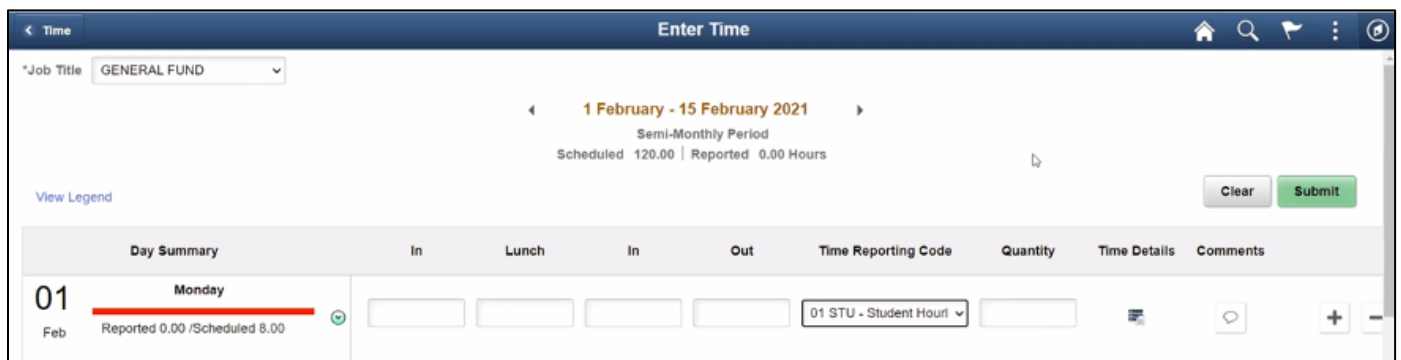 Time
Enter Time
*Job Title GENERAL FUND
1 February - 15 February 2021
Semi-Monthly Period
Scheduled 120.00 | Reported 0.00 Hours
View Legend
Clear Submit
Day Summary In Lunch In Out Time Reporting Code Quantity Time Details Comments
01 Monday
01 STU - Student Hourl
Feb Reported 0.00 /Scheduled 8.00